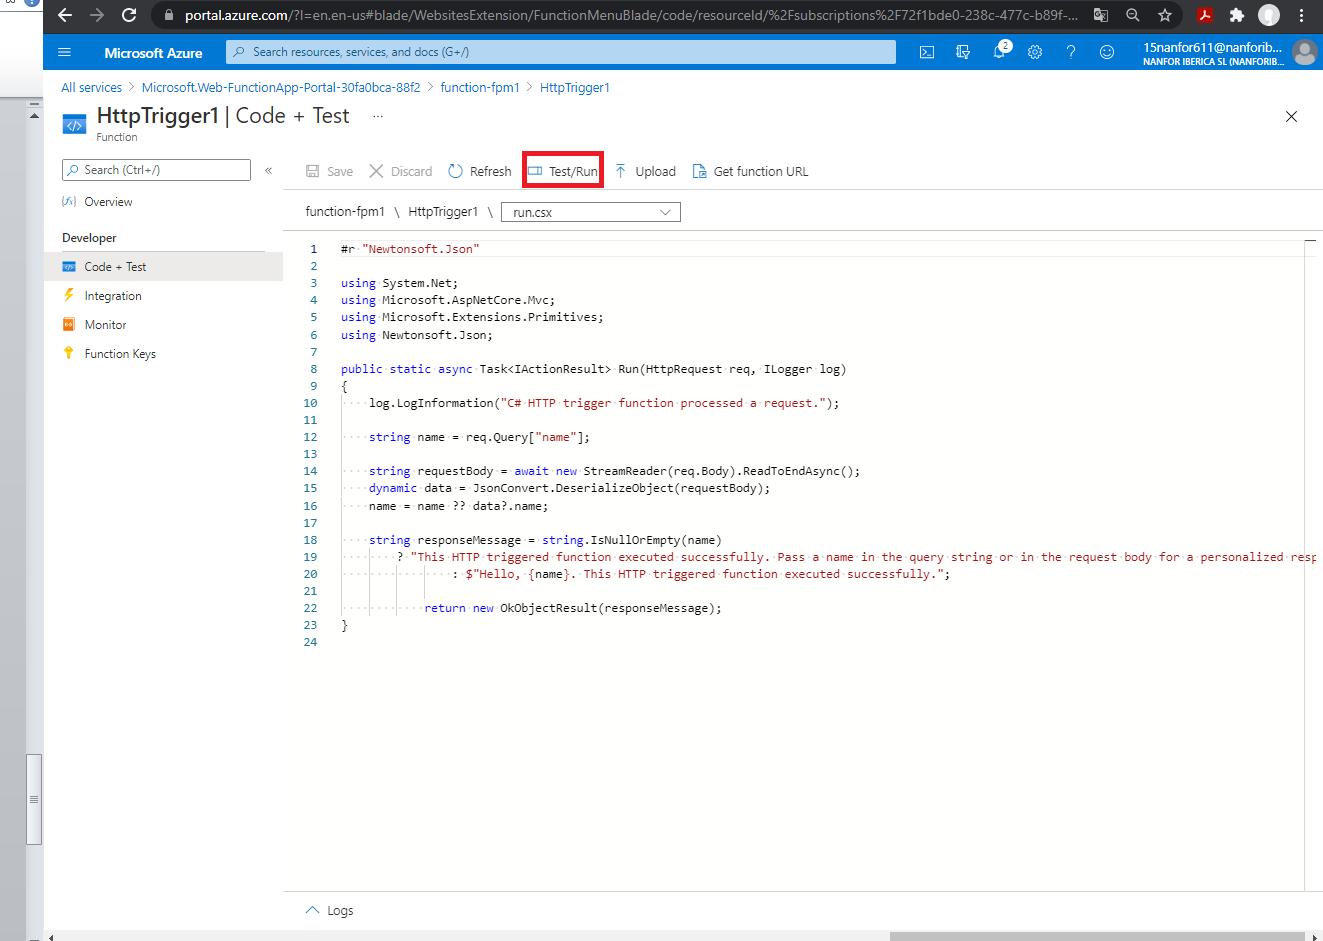 portal.azure.com/?l=en.en-us#blade/WebsitesExtension/FunctionMenuBlade/code/resourceId/%2Fsubscriptions%2F72f1bde0-238c-477c-b89f-...
Microsoft Azure
Search resources, services, and docs (G+/)
2
15nanfor611@nanforib...
NANFOR IBERICA SL (NANFORIB...
All services > Microsoft.Web-FunctionApp-Portal-30fa0bca-88f2 > function-fpm1 > HttpTrigger1
HttpTrigger1 | Code + Test ...
Function
Search (Ctrl+/)
«
Save
Discard
Refresh
Test/Run
Upload
Get function URL
Overview
Developer
Code + Test
Integration
Monitor
Function Keys
function-fpm1 \ HttpTrigger1 \ run.csx
1 #r "Newtonsoft.Json"
2
3 using System.Net;
4 using Microsoft.AspNetCore.Mvc;
5 using Microsoft.Extensions.Primitives;
6 using Newtonsoft.Json;
7
8 public static async Task<IActionResult> Run(HttpRequest req, ILogger log)
9 {
10 log.LogInformation("C# HTTP trigger function processed a request.");
11
12 string name = req.Query["name"];
13
14 string requestBody = await new StreamReader(req.Body).ReadToEndAsync();
15 dynamic data = JsonConvert.DeserializeObject(requestBody);
16 name = name ?? data?.name;
17
18 string responseMessage = string.IsNullOrEmpty(name)
19 ? "This HTTP triggered function executed successfully. Pass a name in the query string or in the request body for a personalized resp
20 : $"Hello, {name}. This HTTP triggered function executed successfully.";
21
22 return new OkObjectResult(responseMessage);
23 }
24
Logs